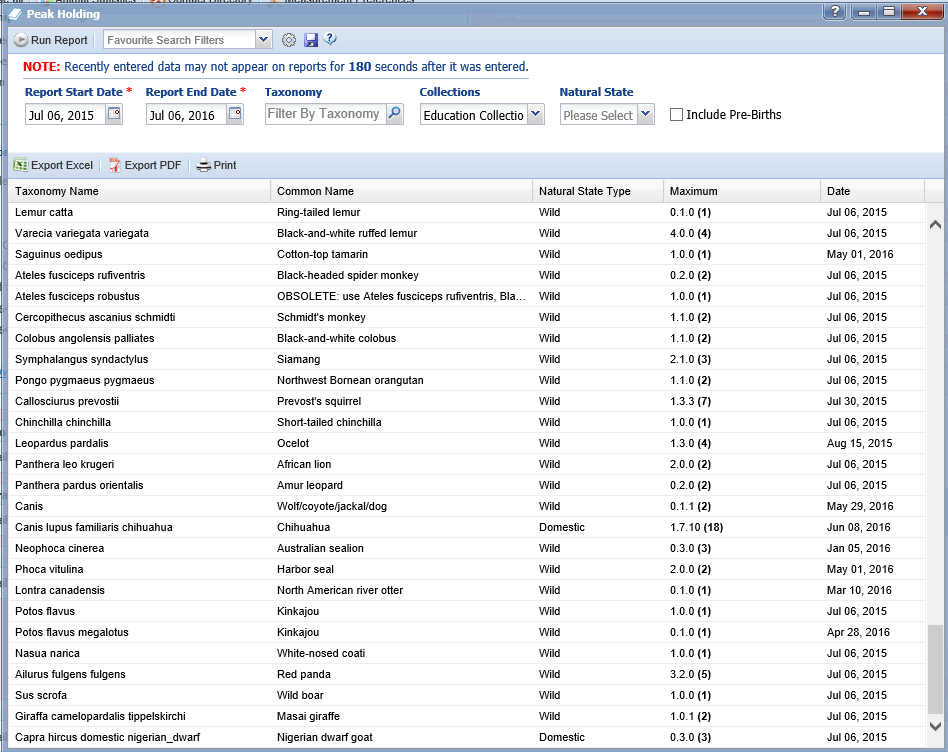 Peak Holding
Run Report Favourite Search Filters
NOTE: Recently entered data may not appear on reports for 180 seconds after it was entered.
Report Start Date * Report End Date * Taxonomy Collections Natural State
Jul 06, 2015 Jul 06, 2016 Filter By Taxonomy Education Collectio Please Select Include Pre-Births
Export Excel Export PDF Print
Taxonomy Name Common Name Natural State Type Maximum Date
Lemur catta Ring-tailed lemur Wild 0.1.0 (1) Jul 06, 2015
Varecia variegata variegata Black-and-white ruffed lemur Wild 4.0.0 (4) Jul 06, 2015
Saguinus oedipus Cotton-top tamarin Wild 1.0.0 (1) May 01, 2016
Ateles fusciceps rufiventris Black-headed spider monkey Wild 0.2.0 (2) Jul 06, 2015
Ateles fusciceps robustus OBSOLETE: use Ateles fusciceps rufiventris, Bla... Wild 1.0.0 (1) Jul 06, 2015
Cercopithecus ascanius schmidti Schmidt's monkey Wild 1.1.0 (2) Jul 06, 2015
Colobus angolensis palliates Black-and-white colobus Wild 1.1.0 (2) Jul 06, 2015
Symphalangus syndactylus Siamang Wild 2.1.0 (3) Jul 06, 2015
Pongo pygmaeus pygmaeus Northwest Bornean orangutan Wild 1.1.0 (2) Jul 06, 2015
Callosciurus prevostii Prevost's squirrel Wild 1.3.3 (7) Jul 30, 2015
Chinchilla chinchilla Short-tailed chinchilla Wild 1.0.0 (1) Jul 06, 2015
Leopardus pardalis Ocelot Wild 1.3.0 (4) Aug 15, 2015
Panthera leo krugeri African lion Wild 2.0.0 (2) Jul 06, 2015
Panthera pardus orientalis Amur leopard Wild 0.2.0 (2) Jul 06, 2015
Canis Wolf/coyote/jackal/dog Wild 0.1.1 (2) May 29, 2016
Canis lupus familiaris chihuahua Chihuahua Domestic 1.7.10 (18) Jun 08, 2016
Neophoca cinerea Australian sealion Wild 0.3.0 (3) Jan 05, 2016
Phoca vitulina Harbor seal Wild 2.0.0 (2) May 01, 2016
Lontra canadensis North American river otter Wild 0.1.0 (1) Mar 10, 2016
Potos flavus Kinkajou Wild 1.0.0 (1) Jul 06, 2015
Potos flavus megalotus Kinkajou Wild 0.1.0 (1) Apr 28, 2016
Nasua narica White-nosed coati Wild 1.0.0 (1) Jul 06, 2015
Ailurus fulgens fulgens Red panda Wild 3.2.0 (5) Jul 06, 2015
Sus scrofa Wild boar Wild 1.0.0 (1) Jul 06, 2015
Giraffa camelopardalis tippelskirchi Masai giraffe Wild 1.0.1 (2) Jul 06, 2015
Capra hircus domestic nigerian_dwarf Nigerian dwarf goat Domestic 0.3.0 (3) Jul 06, 2015